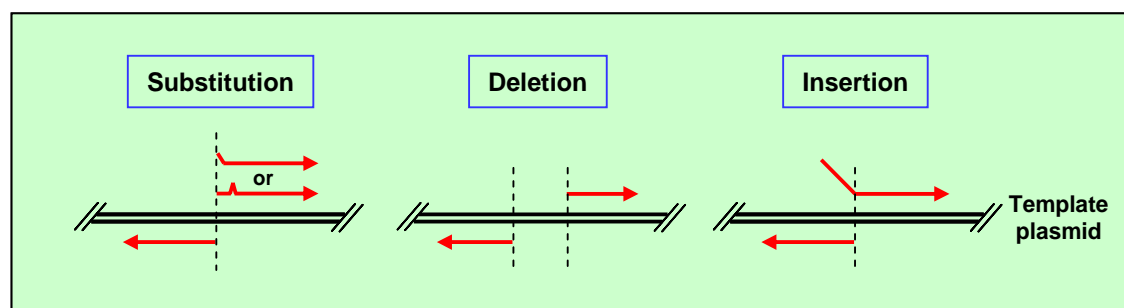 Substitution
Deletion
Insertion
or
Template
plasmid